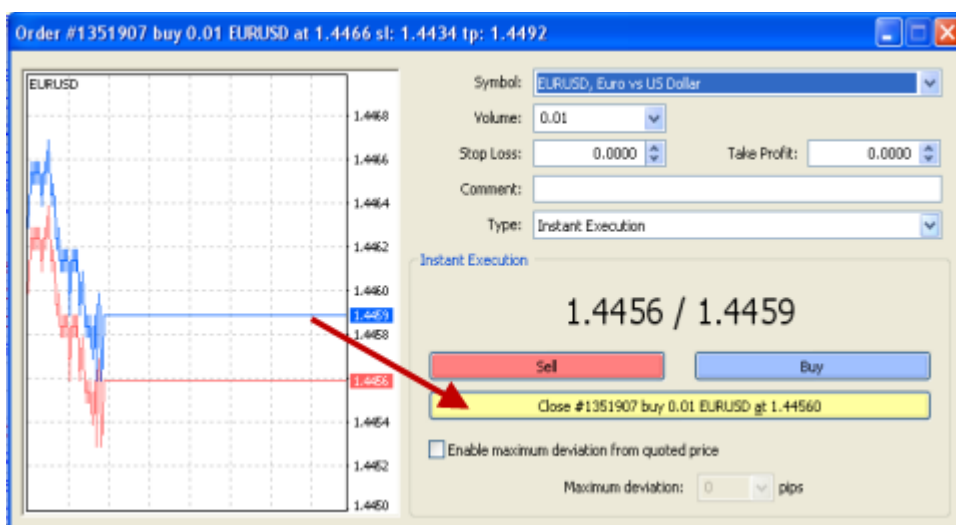 Order #1351907 buy 0.01 EURUSD at 1.4466 sl: 1.4434 tp: 1.4492
EURUSD
1.4468
1.4466
1.4464
1.4462
1.4460
1.4459
1.4458
1.4456
1.4454
1.4452
1.4450
Symbol: EURUSD, Euro vs US Dollar
Volume: 0.01
Stop Loss: 0.0000 Take Profit: 0.0000
Comment:
Type: Instant Execution
Instant Execution
1.4456 / 1.4459
Sell Buy
Close #1351907 buy 0.01 EURUSD at 1.44560
Enable maximum deviation from quoted price
Maximum deviation: 0 pips